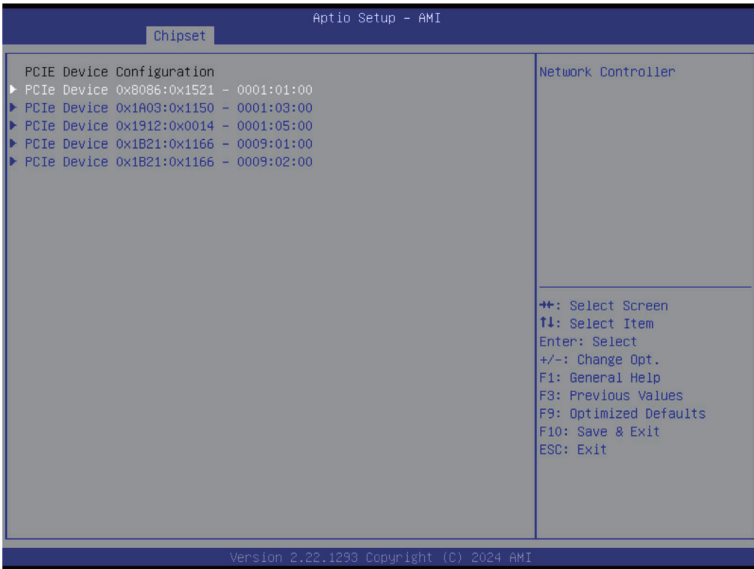 Aptio Setup – AMI
Chipset
PCIE Device Configuration
▶ PCIe Device 0x8086:0x1521 – 0001:01:00
▶ PCIe Device 0x1A03:0x1150 – 0001:03:00
▶ PCIe Device 0x1912:0x0014 – 0001:05:00
▶ PCIe Device 0x1B21:0x1166 – 0009:01:00
▶ PCIe Device 0x1B21:0x1166 – 0009:02:00
Network Controller
→←: Select Screen
↑↓: Select Item
Enter: Select
+/-: Change Opt.
F1: General Help
F3: Previous Values
F9: Optimized Defaults
F10: Save & Exit
ESC: Exit
Version 2.22.1293 Copyright (C) 2024 AMI